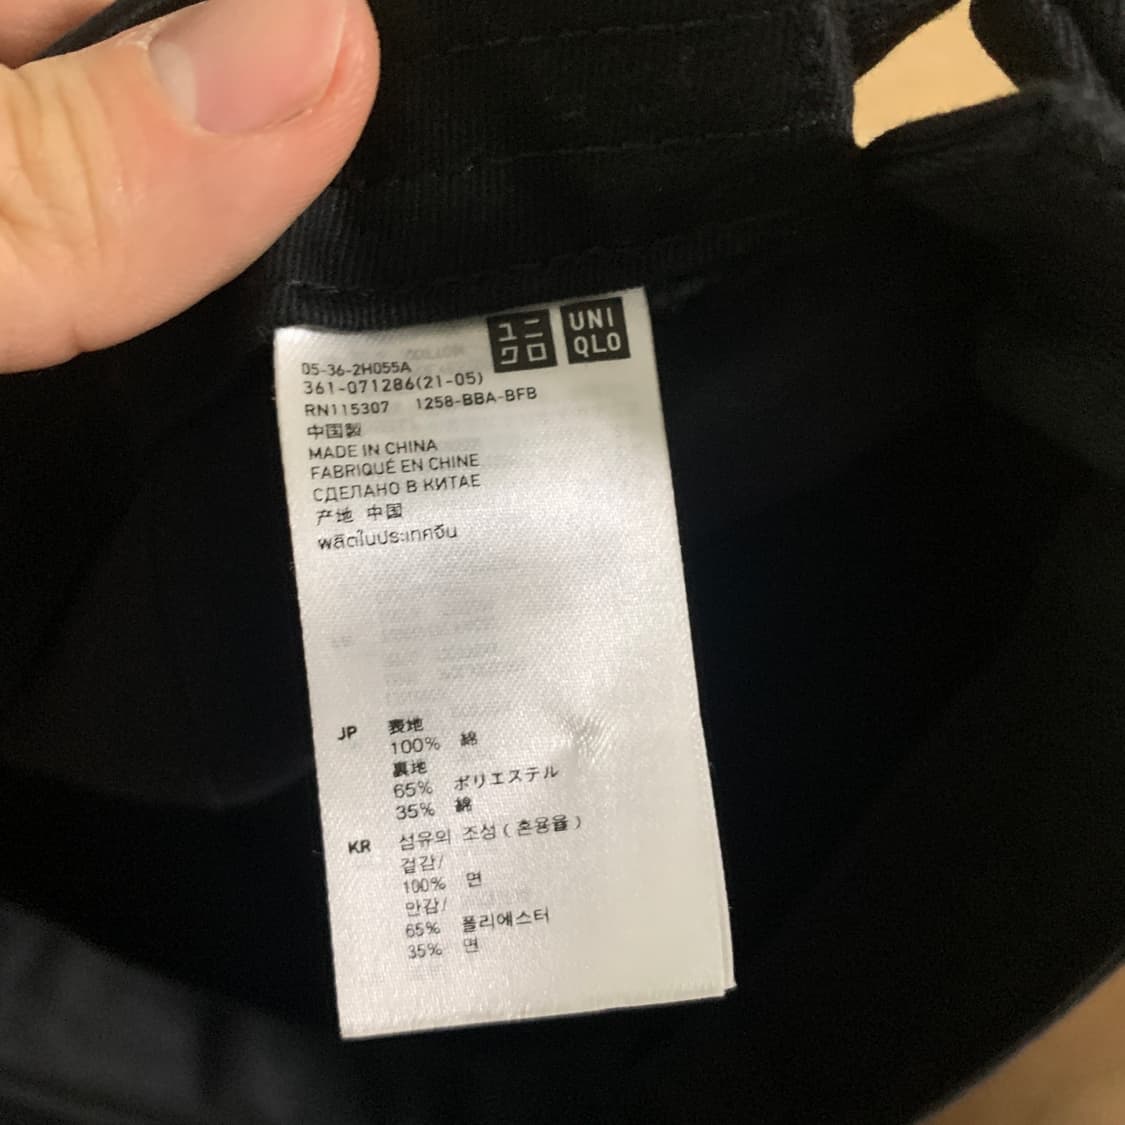 ユニ
クロ
UNI
QLO
05-36-2H055A
361-071286(21-05)
RN115307 1258-BBA-BFB
中国製
MADE IN CHINA
FABRIQUÉ EN CHINE
СДЕЛАНО В КИТАЕ
产地 中国
ผลิตในประเทศจีน
JP 表地
100% 綿
裏地
65% ポリエステル
35% 綿
KR 섬유의 조성 ( 혼용율 )
겉감/
100% 면
안감/
65% 폴리에스터
35% 면